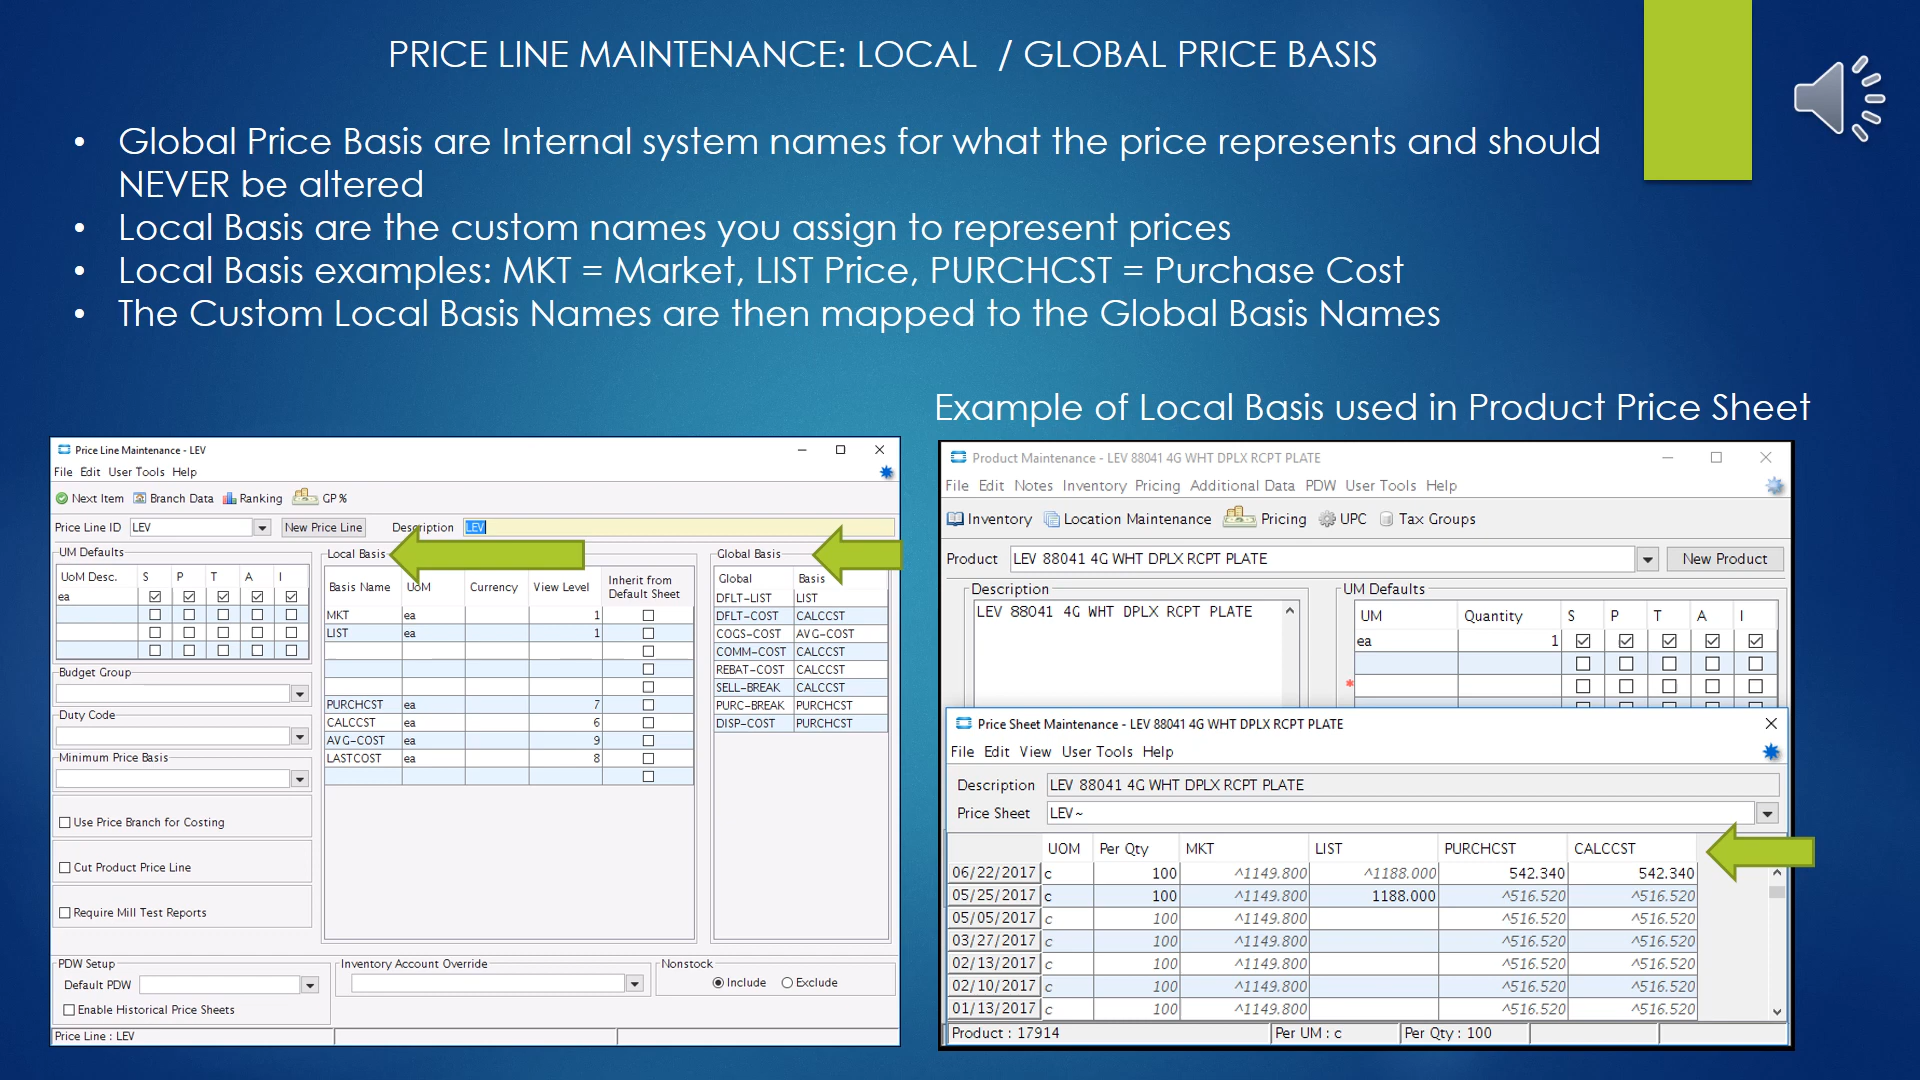 PRICE LINE MAINTENANCE: LOCAL / GLOBAL PRICE BASIS
• Global Price Basis are Internal system names for what the price represents and should
NEVER be altered
• Local Basis are the custom names you assign to represent prices
• Local Basis examples: MKT = Market, LIST Price, PURCHCST = Purchase Cost
• The Custom Local Basis Names are then mapped to the Global Basis Names
Example of Local Basis used in Product Price Sheet
Price Line Maintenance - LEV
File Edit User Tools Help
Next Item Branch Data Ranking GP %
Price Line ID LEV New Price Line Description LEV
UM Defaults
UoM Desc. S P T A I
ea
Budget Group
Duty Code
Minimum Price Basis
Use Price Branch for Costing
Cut Product Price Line
Require Mill Test Reports
Local Basis
Basis Name UoM Currency View Level Inherit from
Default Sheet
MKT ea 1
LIST ea 1
PURCHCST ea 7
CALCCST ea 6
AVG-COST ea 9
LASTCOST ea 8
Global Basis
Global Basis
DFLT-LIST LIST
DFLT-COST CALCCST
COGS-COST AVG-COST
COMM-COST CALCCST
REBAT-COST CALCCST
SELL-BREAK CALCCST
PURC-BREAK PURCHCST
DISP-COST PURCHCST
PDW Setup
Default PDW
Enable Historical Price Sheets
Inventory Account Override
Nonstock
Include Exclude
Price Line : LEV
Product Maintenance - LEV 88041 4G WHT DPLX RCPT PLATE
File Edit Notes Inventory Pricing Additional Data PDW User Tools Help
Inventory Location Maintenance Pricing UPC Tax Groups
Product LEV 88041 4G WHT DPLX RCPT PLATE New Product
Description
LEV 88041 4G WHT DPLX RCPT PLATE
UM Defaults
UM Quantity S P T A I
ea 1
*
Price Sheet Maintenance - LEV 88041 4G WHT DPLX RCPT PLATE
File Edit View User Tools Help
Description LEV 88041 4G WHT DPLX RCPT PLATE
Price Sheet LEV~
UOM Per Qty MKT LIST PURCHCST CALCCST
06/22/2017 c 100 ^1149.800 ^1188.000 542.340 542.340
05/25/2017 c 100 ^1149.800 1188.000 ^516.520 ^516.520
05/05/2017 c 100 ^1149.800 ^516.520 ^516.520
03/27/2017 c 100 ^1149.800 ^516.520 ^516.520
02/13/2017 c 100 ^1149.800 ^516.520 ^516.520
02/10/2017 c 100 ^1149.800 ^516.520 ^516.520
01/13/2017 c 100 ^1149.800 ^516.520 ^516.520
Product : 17914 Per UM : c Per Qty : 100